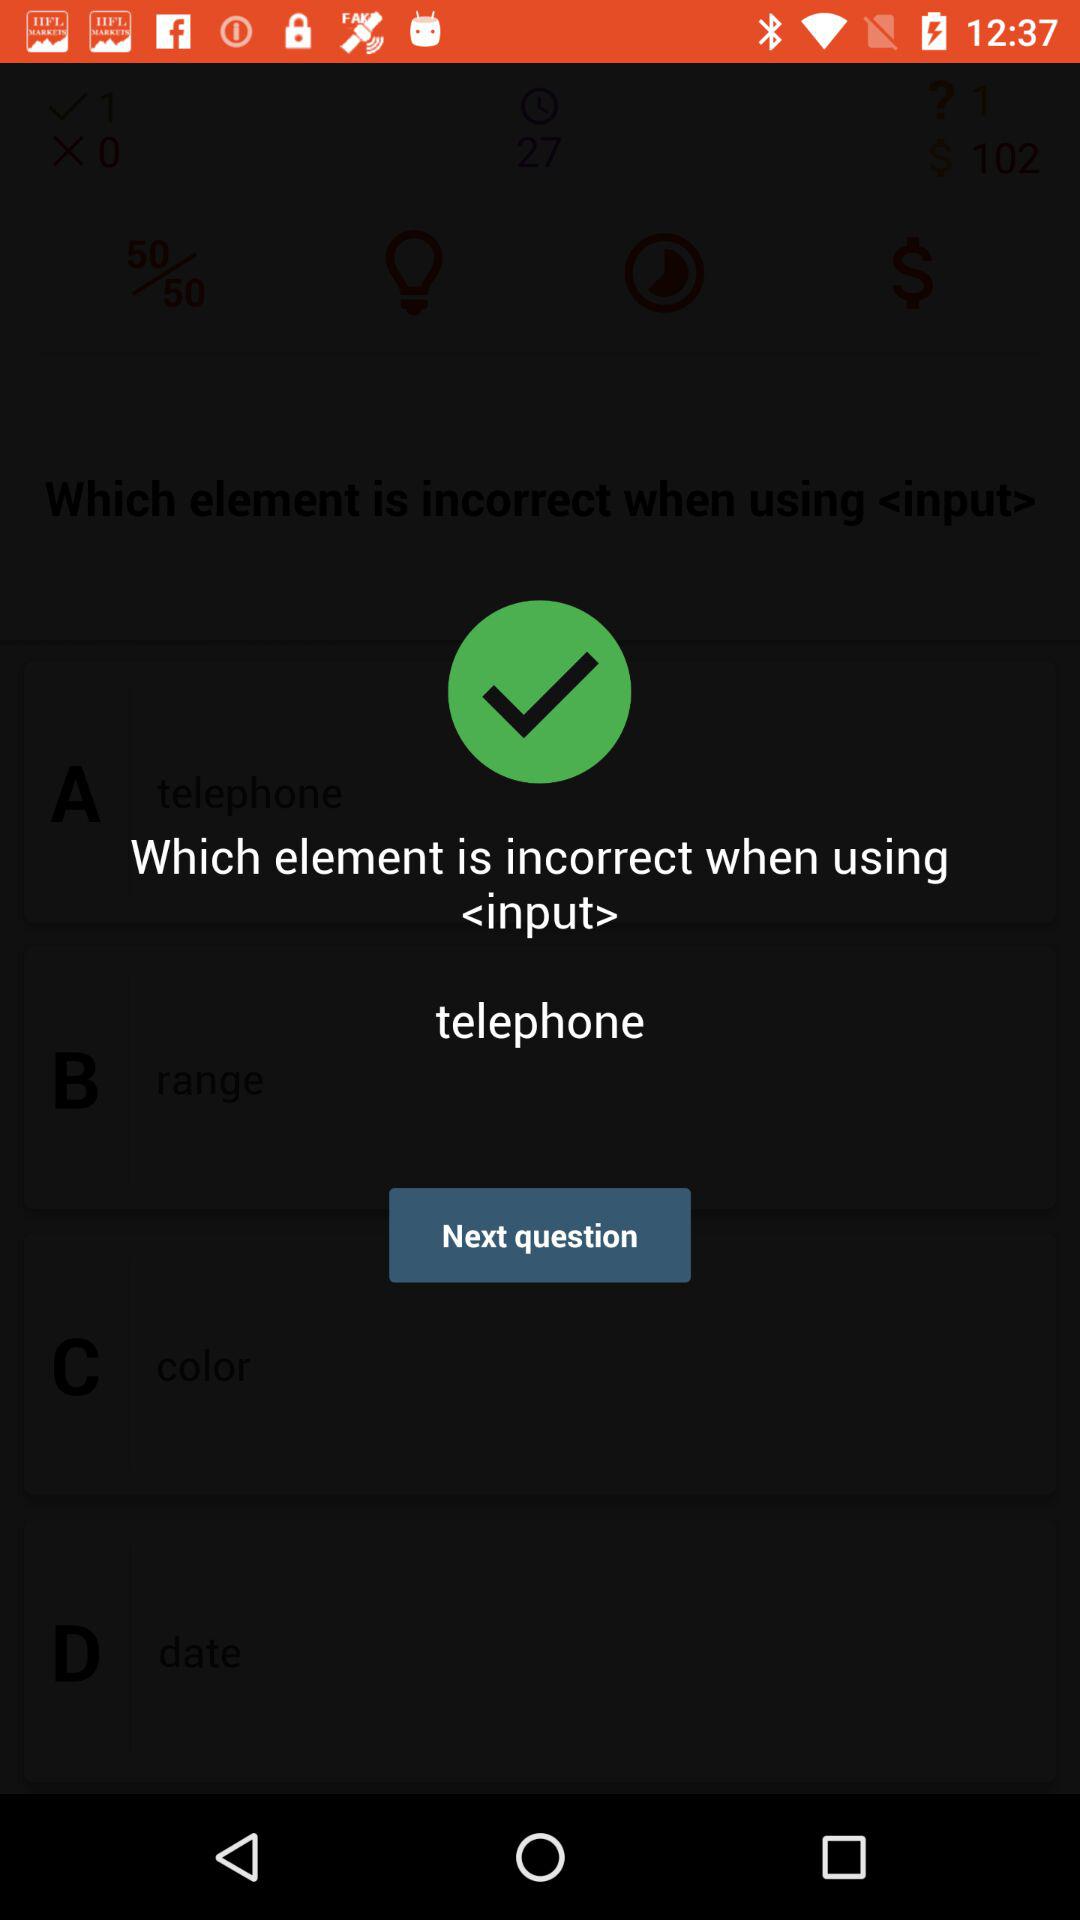 IIFL MARKETS IIFL MARKETS FAKE 12:37
1 27 ? 1
0 $ 102
50/50 $
Which element is incorrect when using <input>
A telephone
Which element is incorrect when using
<input>
telephone
B range
Next question
C color
D date